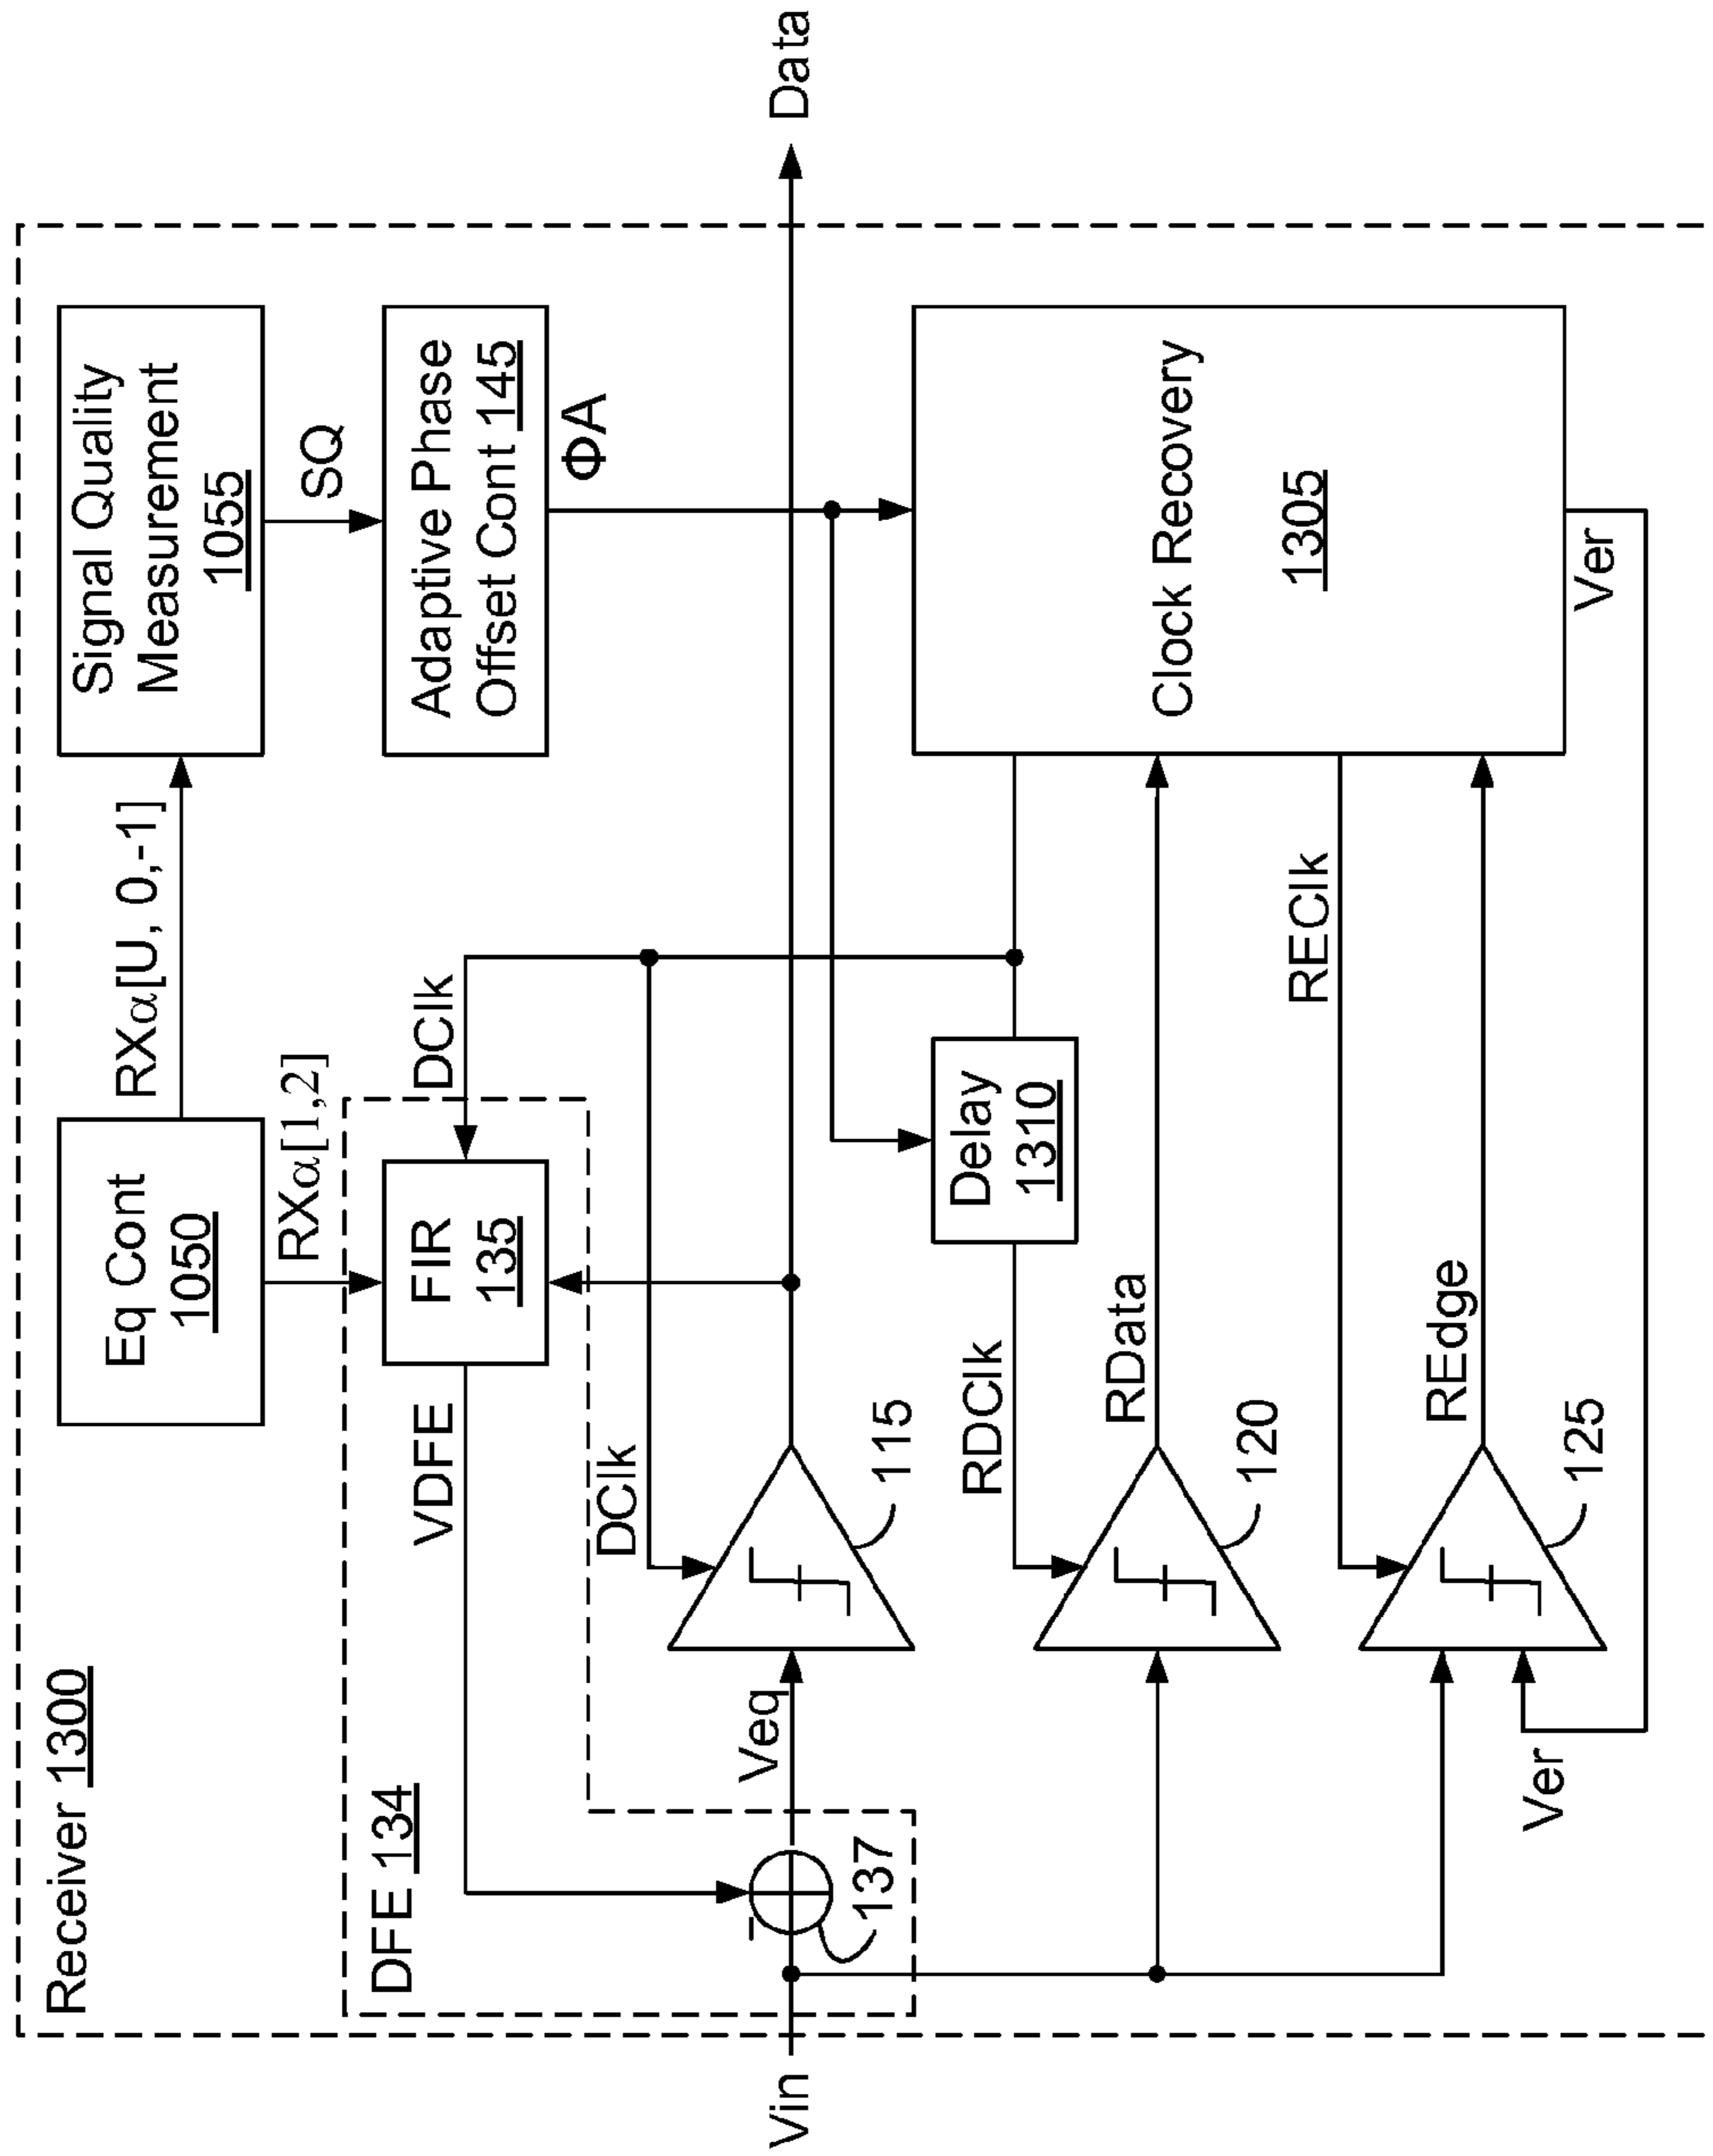 Receiver 1300
Eq Cont
1050
RXα[U, 0,-1]
Signal Quality
Measurement
1055
RXα[1,2]
SQ
DFE 134
VDFE
FIR
135
DClk
Adaptive Phase
Offset Cont 145
ΦA
DClk
Vin
Veq
115
Data
137
RDClk
Delay
1310
RData
120
Clock Recovery
1305
REClk
REdge
125
Ver
Ver